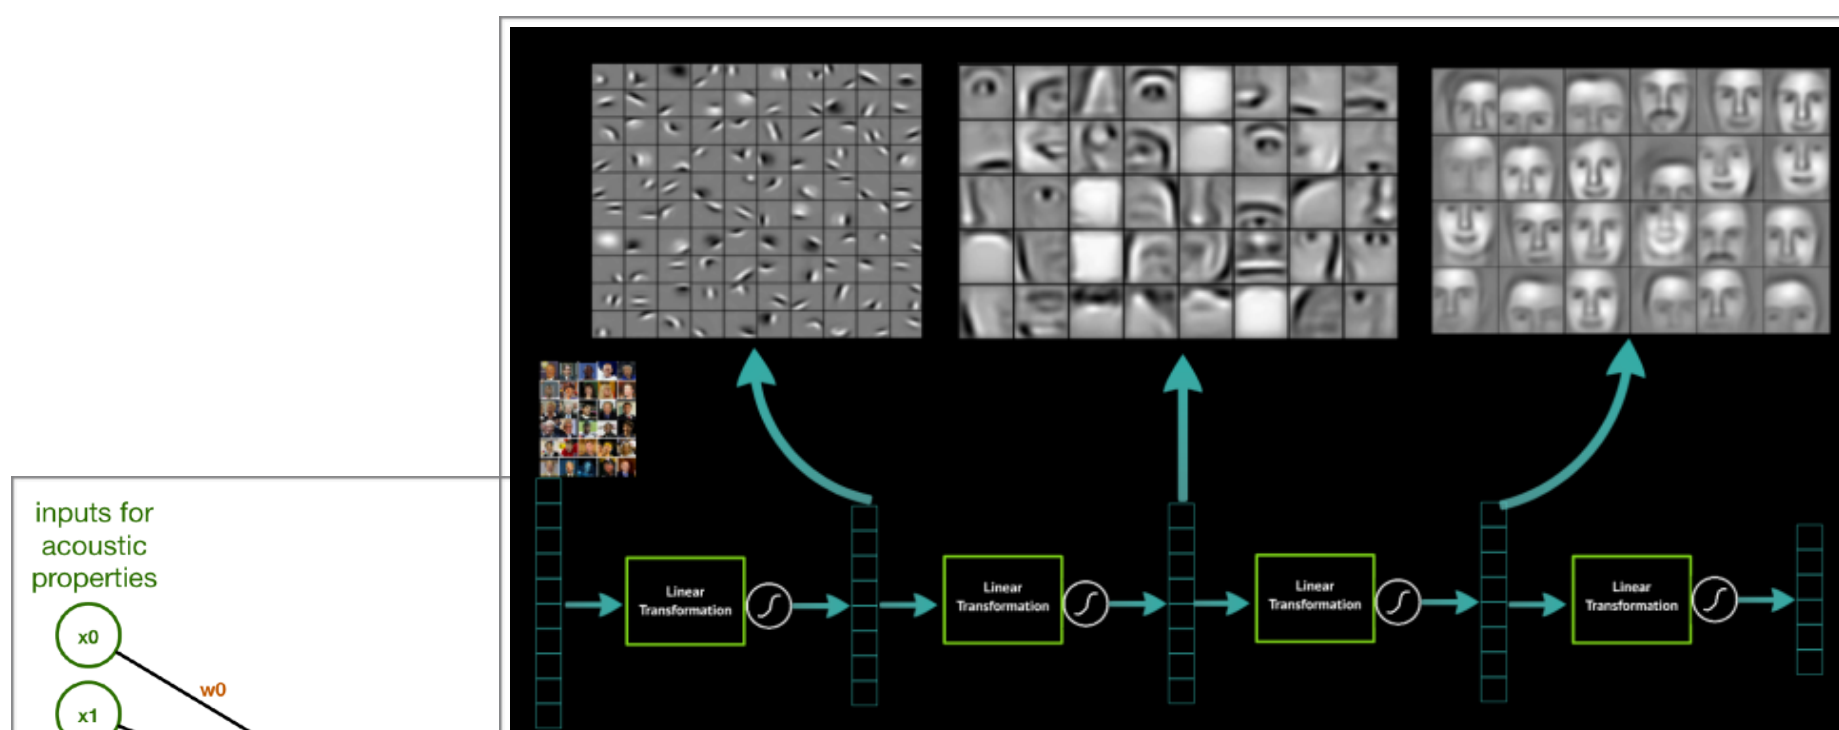 inputs for
acoustic
properties
x0
w0
x1
Linear
Transformation
Linear
Transformation
Linear
Transformation
Linear
Transformation